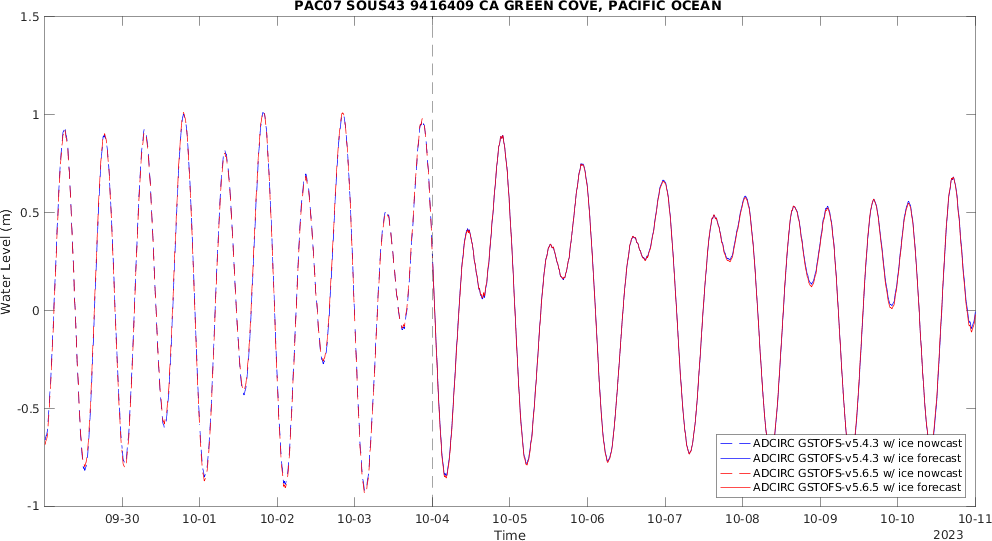 PAC07 SOUS43 9416409 CA GREEN COVE, PACIFIC OCEAN
1.5
1
0.5
0
-0.5
-1
Water Level (m)
09-30 10-01 10-02 10-03 10-04 10-05 10-06 10-07 10-08 10-09 10-10 10-11
Time
2023
ADCIRC GSTOFS-v5.4.3 w/ ice nowcast
ADCIRC GSTOFS-v5.4.3 w/ ice forecast
ADCIRC GSTOFS-v5.6.5 w/ ice nowcast
ADCIRC GSTOFS-v5.6.5 w/ ice forecast